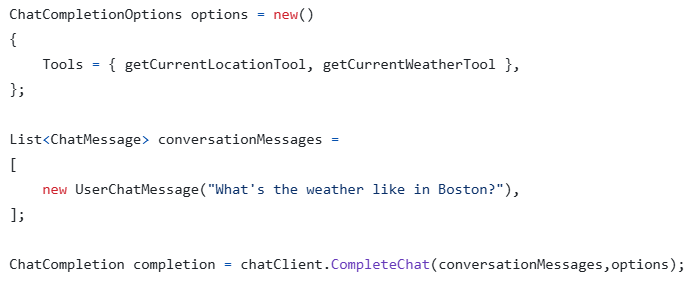 ChatCompletionOptions options = new()
{
    Tools = { getCurrentLocationTool, getCurrentWeatherTool },
};

List<ChatMessage> conversationMessages =
[
    new UserChatMessage("What's the weather like in Boston?"),
];

ChatCompletion completion = chatClient.CompleteChat(conversationMessages,options);